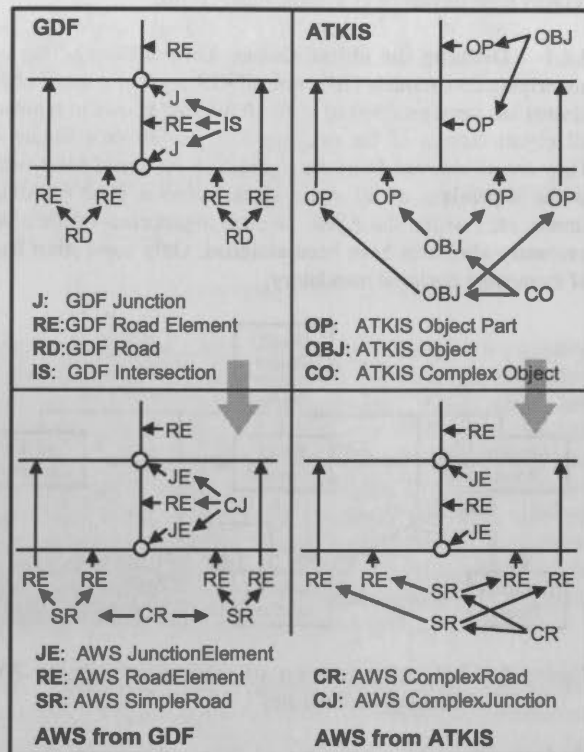 GDF
RE
J
RE IS
J
RE RE RE RE
RD RD
J: GDF Junction
RE: GDF Road Element
RD: GDF Road
IS: GDF Intersection
ATKIS
OP OBJ
OP
OP OP OP OP
OBJ
OBJ CO
OP: ATKIS Object Part
OBJ: ATKIS Object
CO: ATKIS Complex Object
RE
JE
RE CJ
JE
RE RE RE RE
SR CR SR
JE: AWS JunctionElement
RE: AWS RoadElement
SR: AWS SimpleRoad
AWS from GDF
RE
JE
RE
JE
RE RE RE RE
SR
SR CR
CR: AWS ComplexRoad
CJ: AWS ComplexJunction
AWS from ATKIS